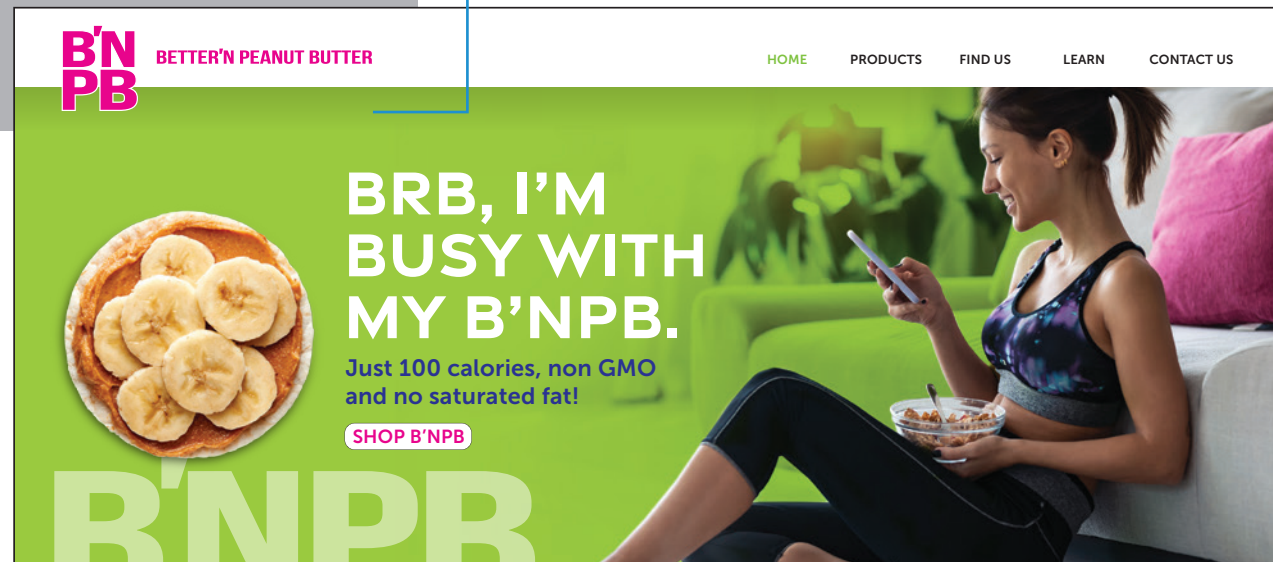 B'N
PB
BETTER'N PEANUT BUTTER
HOME PRODUCTS FIND US LEARN CONTACT US
BRB, I’M
BUSY WITH
MY B’NPB.
Just 100 calories, non GMO
and no saturated fat!
SHOP B’NPB
B'NPB